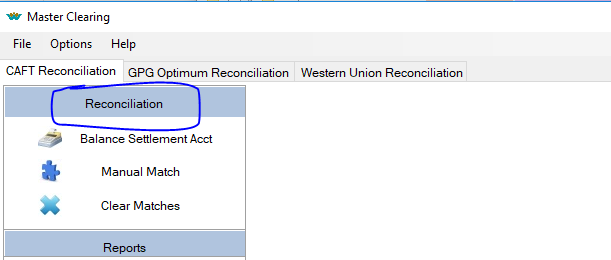 Master Clearing
File Options Help
CAFT Reconciliation GPG Optimum Reconciliation Western Union Reconciliation
Reconciliation
Balance Settlement Acct
Manual Match
Clear Matches
Reports